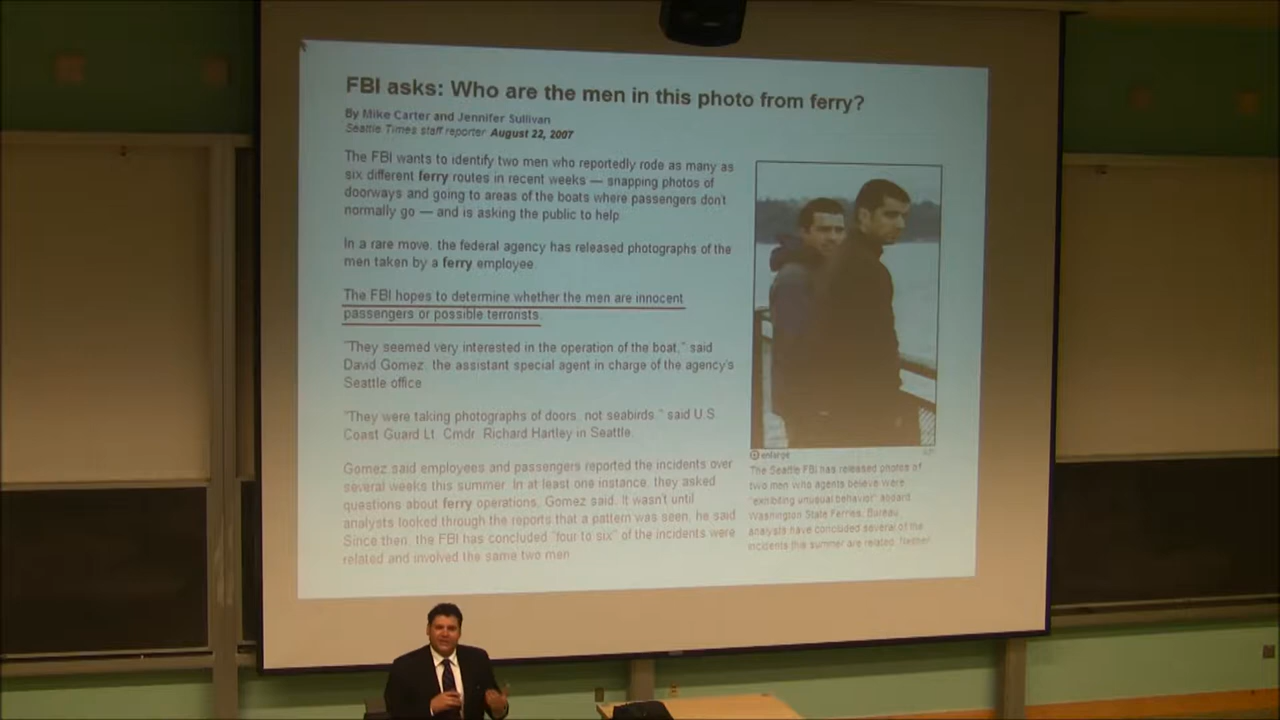 FBI asks: Who are the men in this photo from ferry?
By Mike Carter and Jennifer Sullivan
Seattle Times staff reporter August 22, 2007
The FBI wants to identify two men who reportedly rode as many as
six different ferry routes in recent weeks — snapping photos of
doorways and going to areas of the boats where passengers don't
normally go — and is asking the public to help.
In a rare move, the federal agency has released photographs of the
men taken by a ferry employee.
The FBI hopes to determine whether the men are innocent
passengers or possible terrorists.
"They seemed very interested in the operation of the boat," said
David Gomez, the assistant special agent in charge of the agency's
Seattle office.
"They were taking photographs of doors, not seabirds," said U.S.
Coast Guard Lt. Cmdr. Richard Hartley in Seattle.
Gomez said employees and passengers reported the incidents over
several weeks this summer. In at least one instance, they asked
questions about ferry operations, Gomez said. It wasn't until
analysts looked through the reports that a pattern was seen, he said.
Since then, the FBI has concluded "four to six" of the incidents were
related and involved the same two men.
enlarge
The Seattle FBI has released photos of
two men who agents believe were
"exhibiting unusual behavior" aboard
Washington State Ferries. Bureau
analysis have concluded several of the
incidents this summer are related. Neither